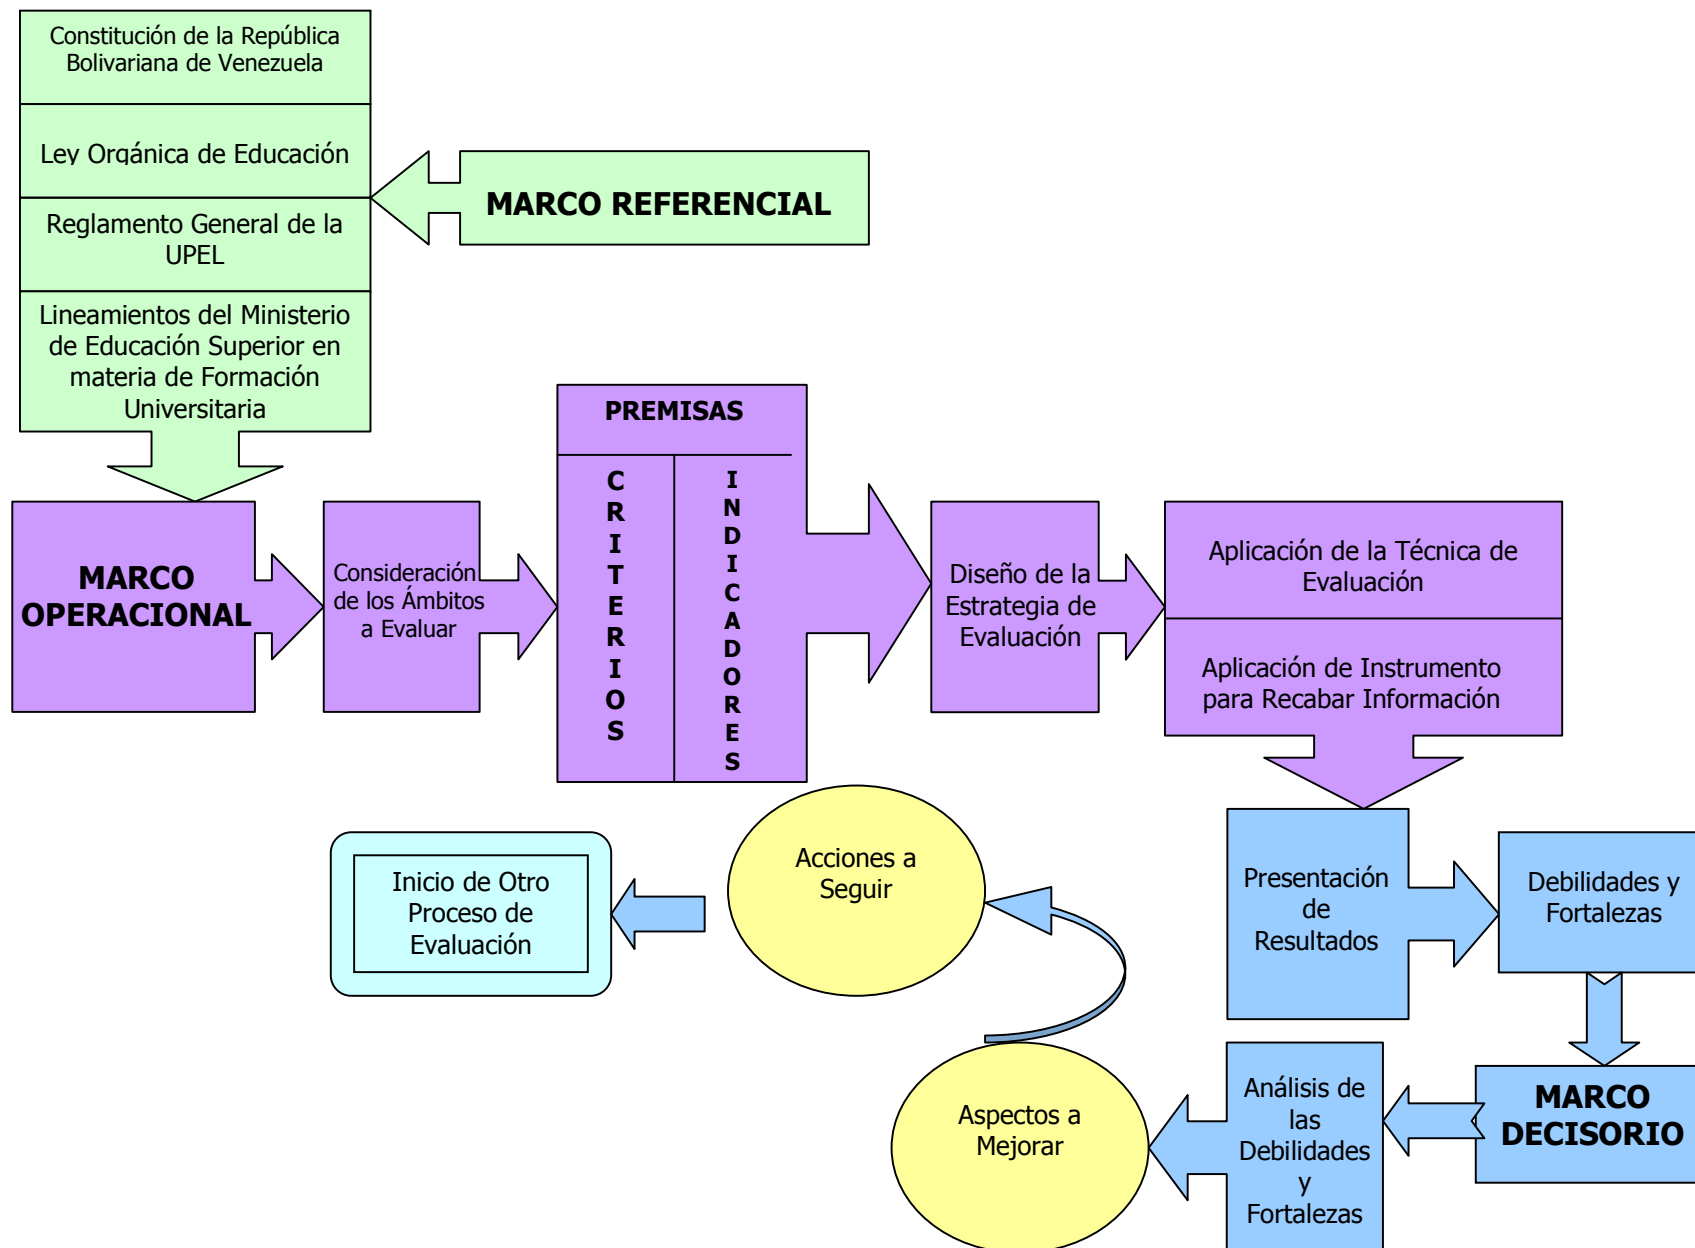 Constitución de la República
Bolivariana de Venezuela
Ley Orgánica de Educación
MARCO REFERENCIAL
Reglamento General de la
UPEL
Lineamientos del Ministerio
de Educación Superior en
materia de Formación
Universitaria
MARCO
OPERACIONAL
Consideración
de los Ámbitos
a Evaluar
PREMISAS
CRITERIOS
INDICADORES
Diseño de la
Estrategia de
Evaluación
Aplicación de la Técnica de
Evaluación
Aplicación de Instrumento
para Recabar Información
Presentación
de
Resultados
Debilidades y
Fortalezas
MARCO
DECISORIO
Análisis de
las
Debilidades
y
Fortalezas
Aspectos a
Mejorar
Acciones a
Seguir
Inicio de Otro
Proceso de
Evaluación